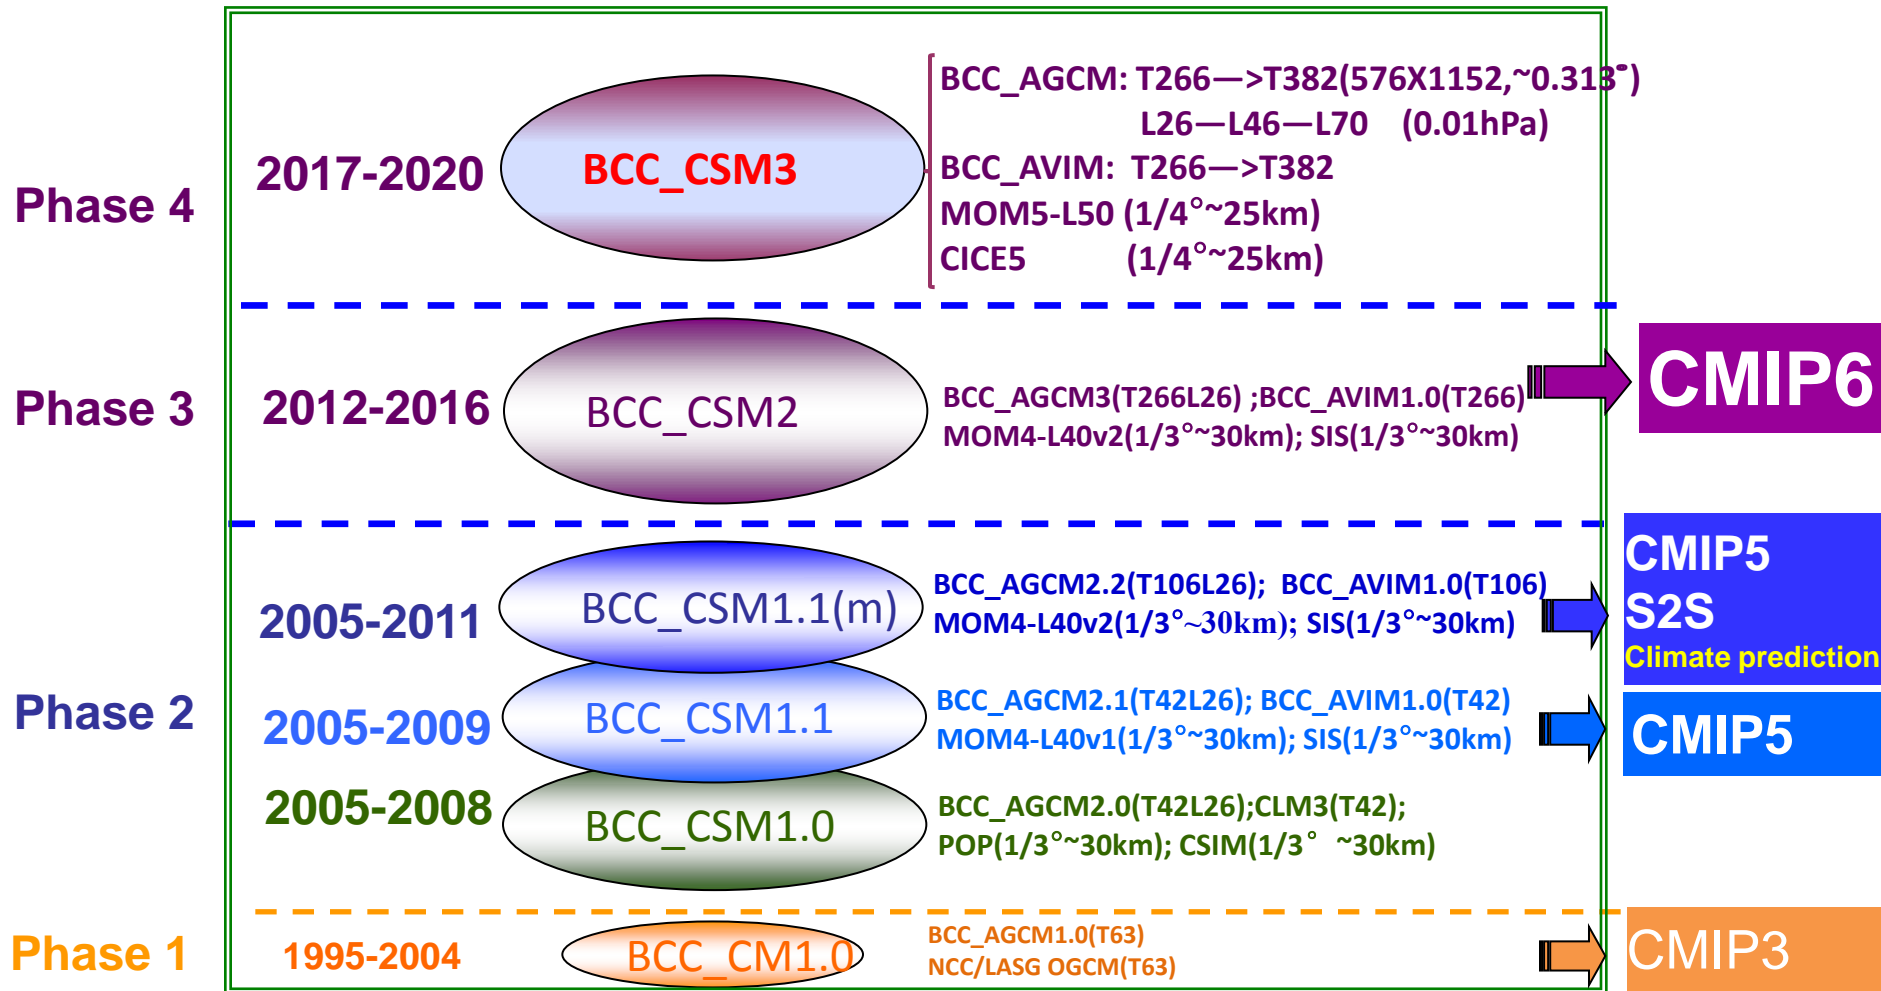 Phase 4
2017-2020
BCC_CSM3
BCC_AGCM: T266—>T382(576X1152,~0.313°)
L26—L46—L70 (0.01hPa)
BCC_AVIM: T266—>T382
MOM5-L50 (1/4°~25km)
CICE5 (1/4°~25km)
Phase 3
2012-2016
BCC_CSM2
BCC_AGCM3(T266L26) ;BCC_AVIM1.0(T266)
MOM4-L40v2(1/3°~30km); SIS(1/3°~30km)
CMIP6
Phase 2
2005-2011
BCC_CSM1.1(m)
BCC_AGCM2.2(T106L26); BCC_AVIM1.0(T106)
MOM4-L40v2(1/3°~30km); SIS(1/3°~30km)
CMIP5
S2S
Climate prediction
2005-2009
BCC_CSM1.1
BCC_AGCM2.1(T42L26); BCC_AVIM1.0(T42)
MOM4-L40v1(1/3°~30km); SIS(1/3°~30km)
CMIP5
2005-2008
BCC_CSM1.0
BCC_AGCM2.0(T42L26);CLM3(T42);
POP(1/3°~30km); CSIM(1/3° ~30km)
Phase 1
1995-2004
BCC_CM1.0
BCC_AGCM1.0(T63)
NCC/LASG OGCM(T63)
CMIP3